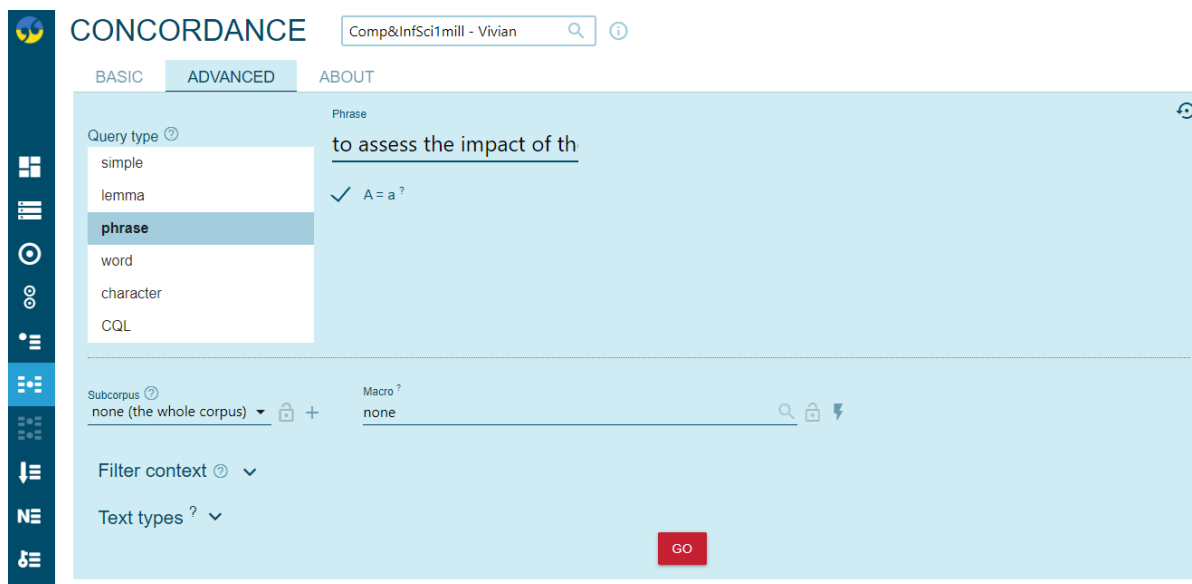 CONCORDANCE
Comp&InfSci1mill - Vivian
BASIC ADVANCED ABOUT
Query type ?
simple
lemma
phrase
word
character
CQL
Phrase
to assess the impact of th
A = a ?
Subcorpus ?
none (the whole corpus)
Macro ?
none
Filter context ?
Text types ?
GO